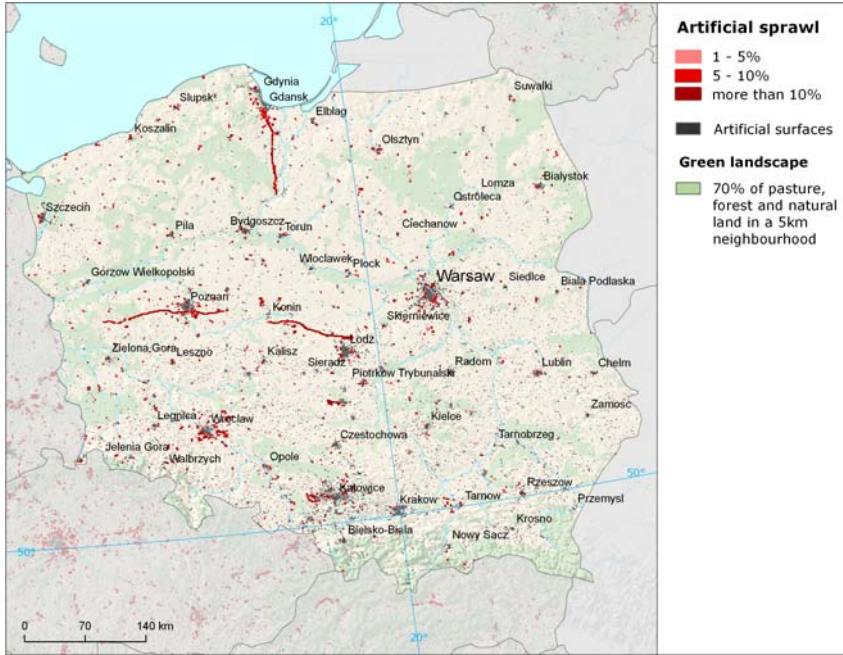 20°
Gdynia
Gdansk
Slupsk
Koszalin
Elblag
Suwalki
Olsztyn
Szczecin
Pila
Bydgoszcz
Torun
Lomza
Bialystok
Ostroleca
Ciechanow
Wloclawek
Plock
Warsaw
Siedlce
Biala Podlaska
Gorzow Wielkopolski
Poznan
Konin
Skierniewice
Zielona Gora
Leszno
Kalisz
Lodz
Sieradz
Piotrkow Trybunalski
Radom
Lublin
Chelm
Zamosc
Legnica
Wroclaw
Kielce
Jelenia Gora
Walbrzych
Opole
Czestochowa
Tarnobrzeg
Katowice
Krakow
Tarnow
Rzeszow
50°
Przemysl
Krosno
Bielsko-Biala
Nowy Sacz
50°
20°
0 70 140 km
Artificial sprawl
1 - 5%
5 - 10%
more than 10%
Artificial surfaces
Green landscape
70% of pasture,
forest and natural
land in a 5km
neighbourhood